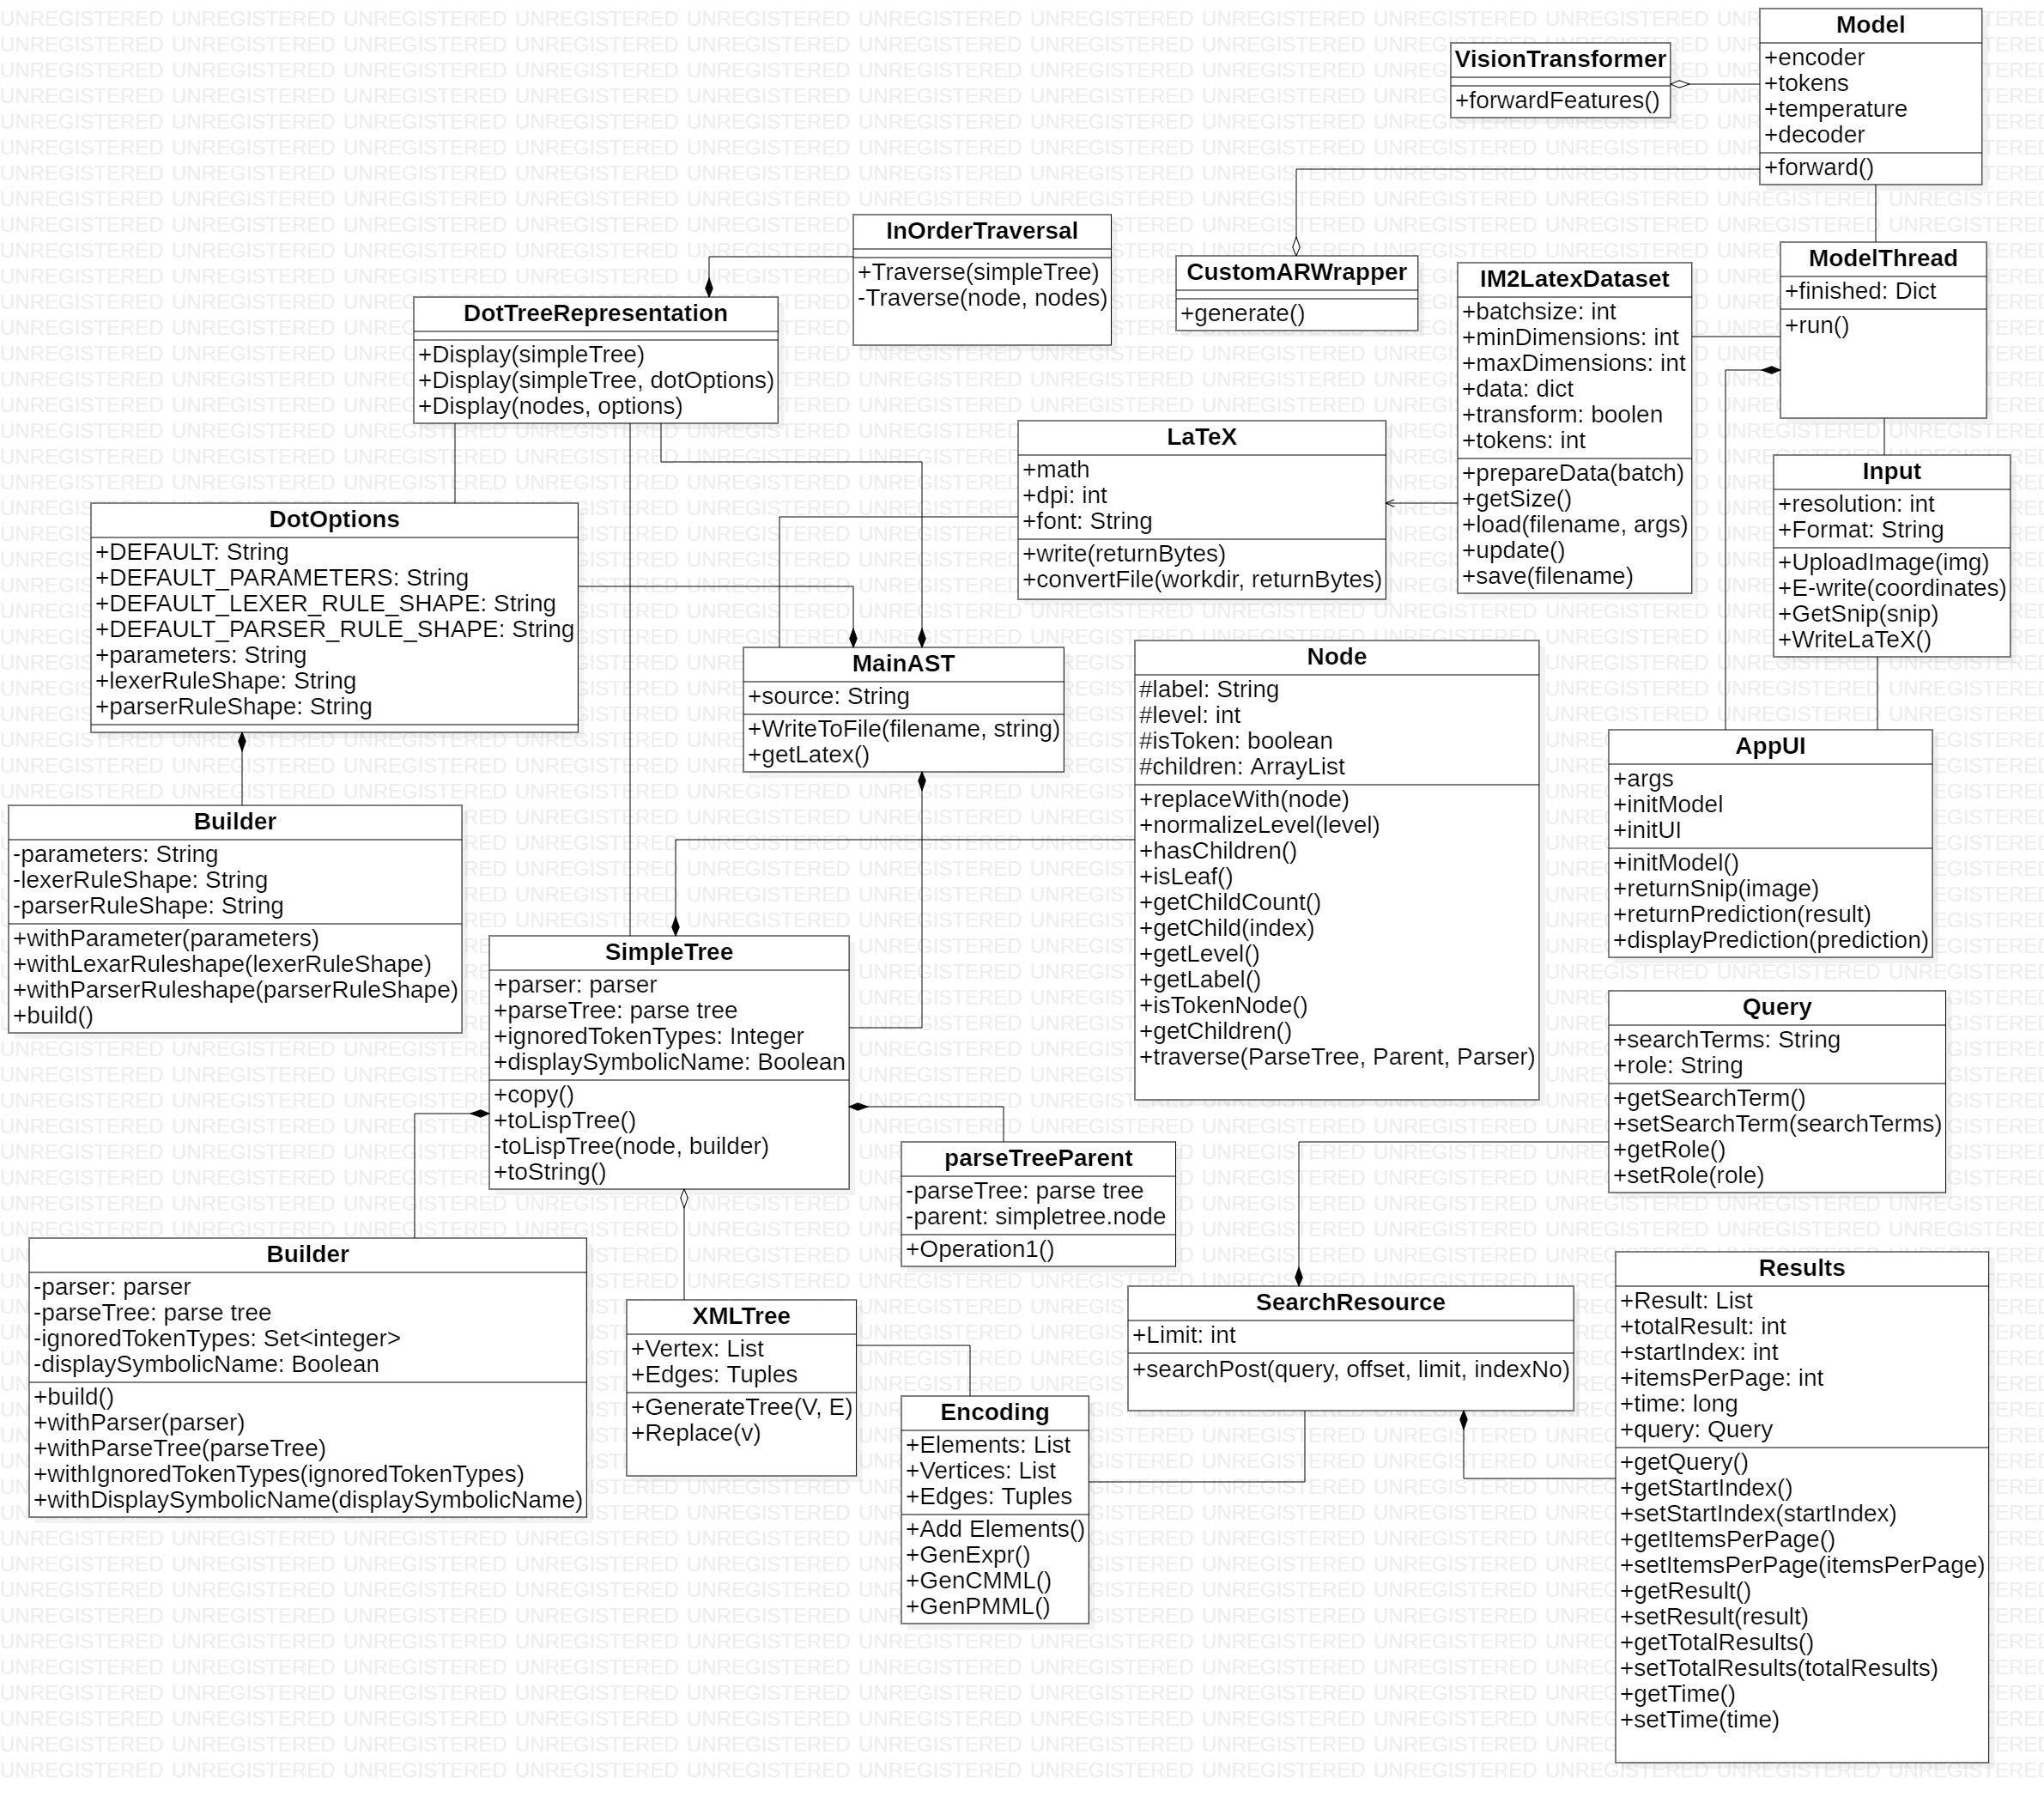 Model
+encoder
+tokens
+temperature
+decoder
+forward()
VisionTransformer
+forwardFeatures()
InOrderTraversal
+Traverse(simpleTree)
-Traverse(node, nodes)
CustomARWrapper
+generate()
IM2LatexDataset
+batchsize: int
+minDimensions: int
+maxDimensions: int
+data: dict
+transform: boolen
+tokens: int
+prepareData(batch)
+getSize()
+load(filename, args)
+update()
+save(filename)
ModelThread
+finished: Dict
+run()
DotTreeRepresentation
+Display(simpleTree)
+Display(simpleTree, dotOptions)
+Display(nodes, options)
LaTeX
+math
+dpi: int
+font: String
+write(returnBytes)
+convertFile(workdir, returnBytes)
Input
+resolution: int
+Format: String
+UploadImage(img)
+E-write(coordinates)
+GetSnip(snip)
+WriteLaTeX()
DotOptions
+DEFAULT: String
+DEFAULT_PARAMETERS: String
+DEFAULT_LEXER_RULE_SHAPE: String
+DEFAULT_PARSER_RULE_SHAPE: String
+parameters: String
+lexerRuleShape: String
+parserRuleShape: String
MainAST
+source: String
+WriteToFile(filename, string)
+getLatex()
Node
#label: String
#level: int
#isToken: boolean
#children: ArrayList
+replaceWith(node)
+normalizeLevel(level)
+hasChildren()
+isLeaf()
+getChildCount()
+getChild(index)
+getLevel()
+getLabel()
+isTokenNode()
+getChildren()
+traverse(ParseTree, Parent, Parser)
AppUI
+args
+initModel
+initUI
+initModel()
+returnSnip(image)
+returnPrediction(result)
+displayPrediction(prediction)
Builder
-parameters: String
-lexerRuleShape: String
-parserRuleShape: String
+withParameter(parameters)
+withLexarRuleshape(lexerRuleShape)
+withParserRuleshape(parserRuleShape)
+build()
SimpleTree
+parser: parser
+parseTree: parse tree
+ignoredTokenTypes: Integer
+displaySymbolicName: Boolean
+copy()
+toLispTree()
-toLispTree(node, builder)
+toString()
Query
+searchTerms: String
+role: String
+getSearchTerm()
+setSearchTerm(searchTerms)
+getRole()
+setRole(role)
parseTreeParent
-parseTree: parse tree
-parent: simpletree.node
+Operation1()
Builder
-parser: parser
-parseTree: parse tree
-ignoredTokenTypes: Set<integer>
-displaySymbolicName: Boolean
+build()
+withParser(parser)
+withParseTree(parseTree)
+withIgnoredTokenTypes(ignoredTokenTypes)
+withDisplaySymbolicName(displaySymbolicName)
XMLTree
+Vertex: List
+Edges: Tuples
+GenerateTree(V, E)
+Replace(v)
Encoding
+Elements: List
+Vertices: List
+Edges: Tuples
+Add Elements()
+GenExpr()
+GenCMML()
+GenPMML()
SearchResource
+Limit: int
+searchPost(query, offset, limit, indexNo)
Results
+Result: List
+totalResult: int
+startIndex: int
+itemsPerPage: int
+time: long
+query: Query
+getQuery()
+getStartIndex()
+setStartIndex(startIndex)
+getItemsPerPage()
+setItemsPerPage(itemsPerPage)
+getResult()
+setResult(result)
+getTotalResults()
+setTotalResults(totalResults)
+getTime()
+setTime(time)
UNREGISTERED